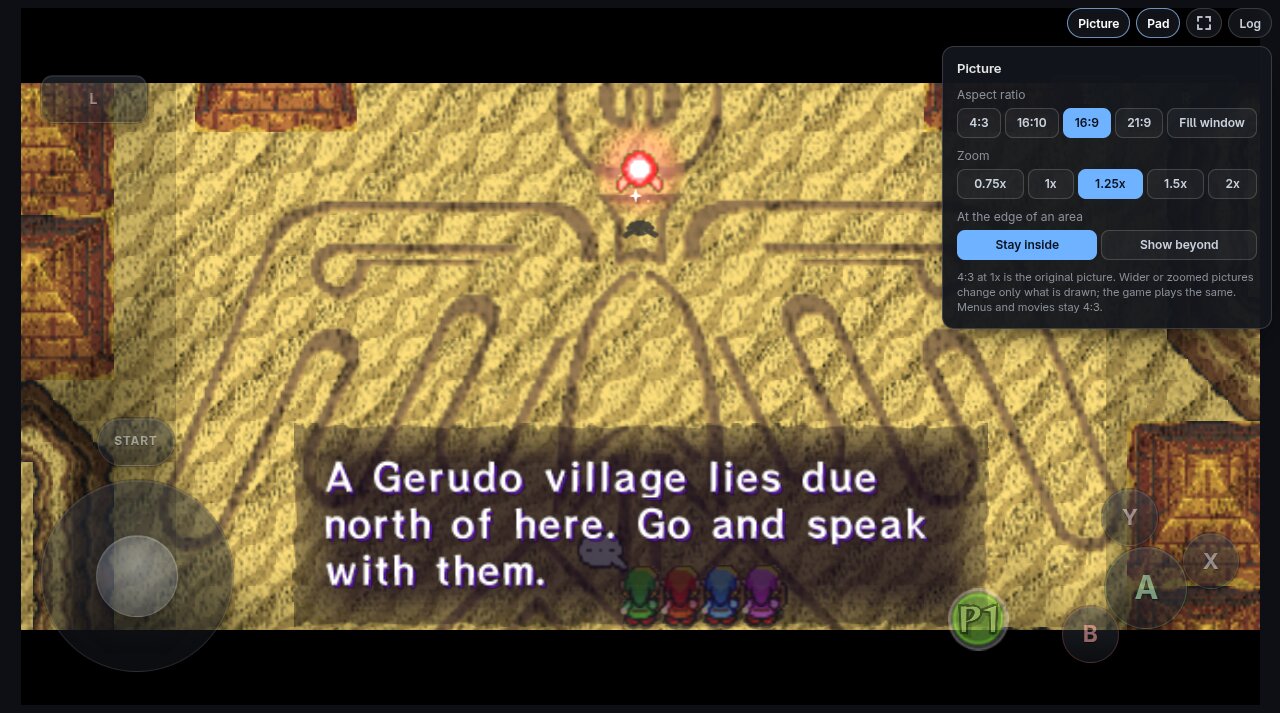 Picture
Pad
Log
L
Picture
Aspect ratio
4:3
16:10
16:9
21:9
Fill window
Zoom
0.75x
1x
1.25x
1.5x
2x
At the edge of an area
Stay inside
Show beyond
4:3 at 1x is the original picture. Wider or zoomed pictures
change only what is drawn; the game plays the same.
Menus and movies stay 4:3.
START
A Gerudo village lies due
north of here. Go and speak
with them.
Y
X
A
B
P1